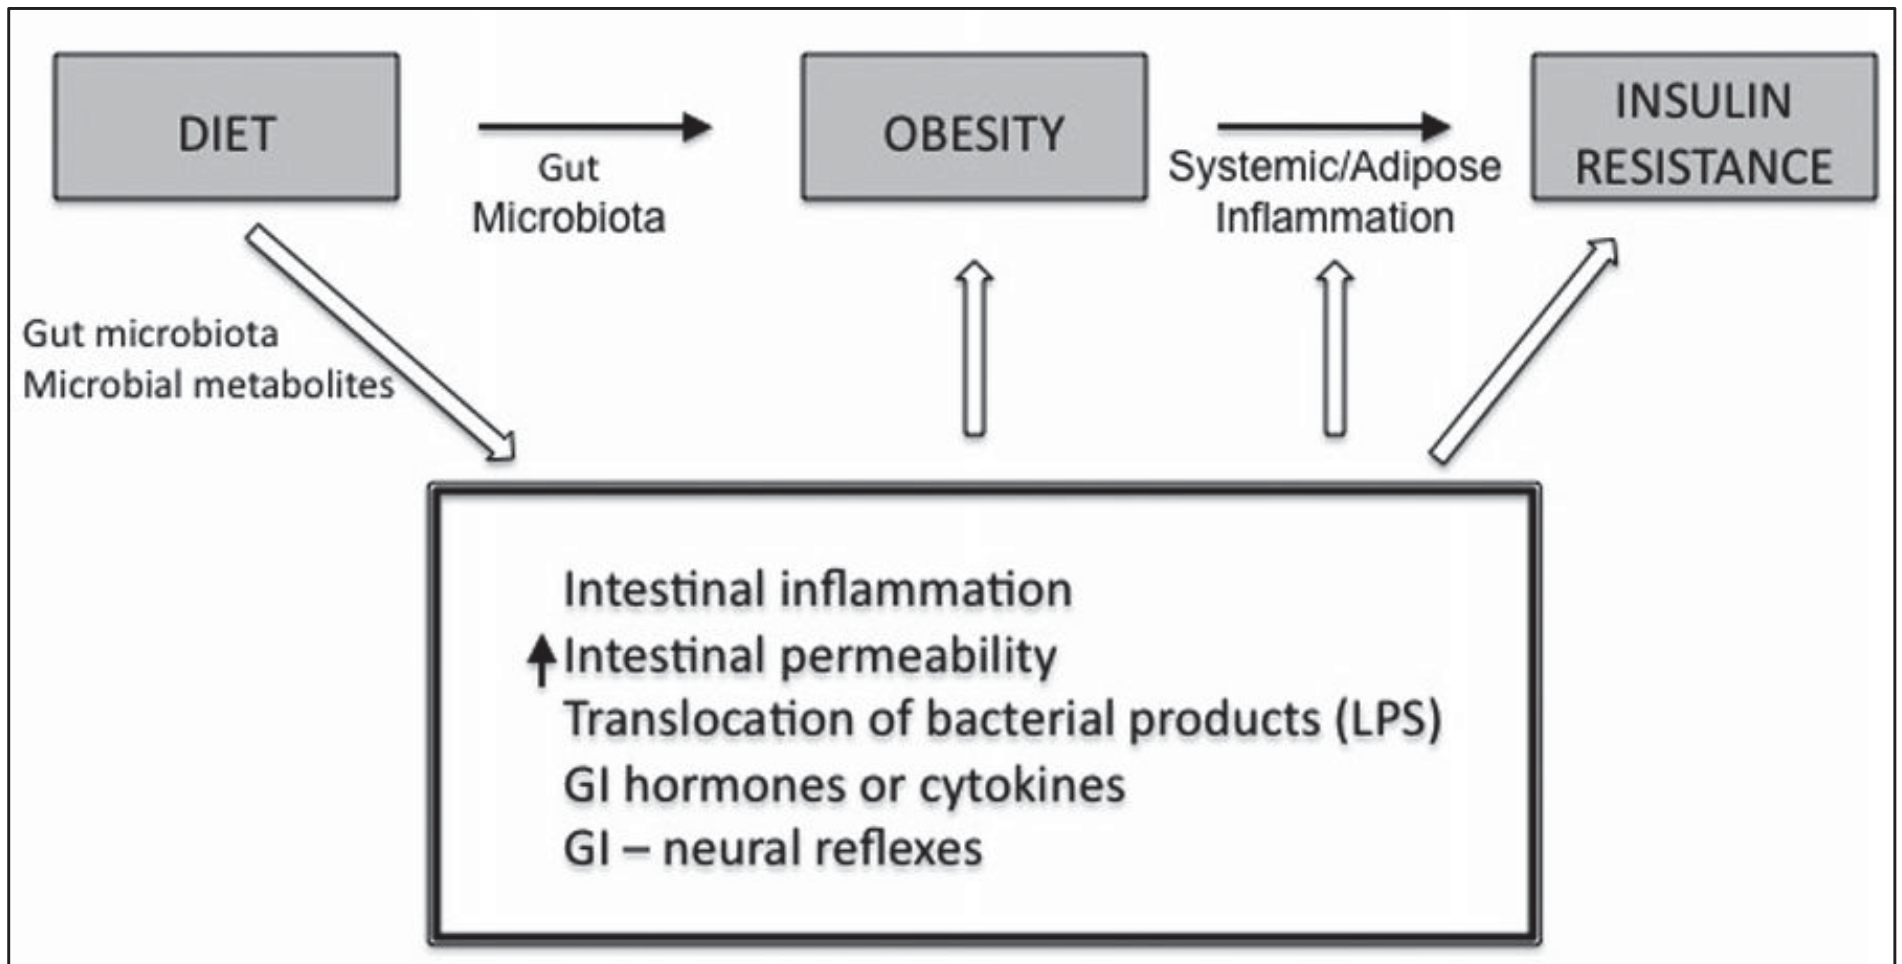 DIET
Gut
Microbiota
OBESITY
Systemic/Adipose
Inflammation
INSULIN
RESISTANCE
Gut microbiota
Microbial metabolites
Intestinal inflammation
Intestinal permeability
Translocation of bacterial products (LPS)
GI hormones or cytokines
GI – neural reflexes